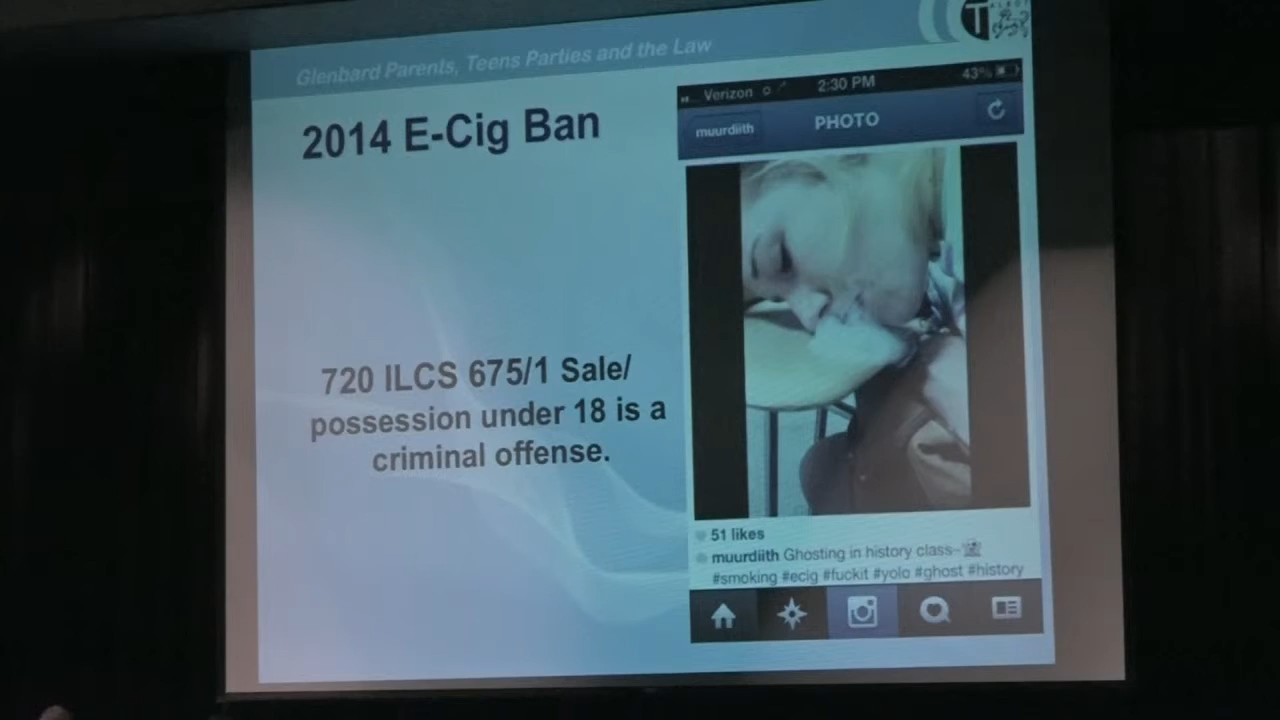 Glenbard Parents, Teens Parties and the Law
T
2014 E-Cig Ban
720 ILCS 675/1 Sale/
possession under 18 is a
criminal offense.
Verizon
2:30 PM
43%
muurdiith
PHOTO
51 likes
muurdiith Ghosting in history class~
#smoking #ecig #fuckit #yolo #ghost #history